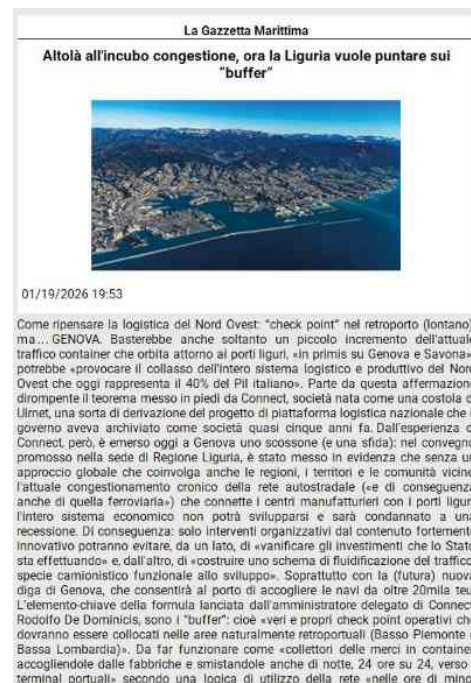 La Gazzetta Marittima
Altolà all'incubo congestione, ora la Liguria vuole puntare sui
"buffer"
01/19/2026 19:53
Come ripensare la logistica del Nord Ovest: "check point" nel retroporto (lontano)
ma... GENOVA. Basterebbe anche soltanto un piccolo incremento dell'attuale
traffico container che orbita attorno ai porti liguri, «in primis su Genova e Savona»
potrebbe «provocare il collasso dell'intero sistema logistico e produttivo del Nord
Ovest che oggi rappresenta il 40% del Pil italiano». Parte da questa affermazione
dirompente il teorema messo in piedi da Connect, società nata come una costola di
Uirnet, una sorta di derivazione del progetto di piattaforma logistica nazionale che il
governo aveva archiviato come società quasi cinque anni fa. Dall'esperienza di
Connect, però, è emerso oggi a Genova uno scossone (e una sfida): nel convegno
promosso nella sede di Regione Liguria, è stato messo in evidenza che senza un
approccio globale che coinvolga anche le regioni, i territori e le comunità vicine
l'attuale congestionamento cronico della rete autostradale («e di conseguenza
anche di quella ferroviaria») che connette i centri manufatturieri con i porti liguri
l'intero sistema economico non potrà svilupparsi e sarà condannato a una
recessione. Di conseguenza: solo interventi organizzativi dal contenuto fortemente
innovativo potranno evitare, da un lato, di «vanificare gli investimenti che lo Stato
sta effettuando» e, dall'altro, di «costruire uno schema di fluidificazione del traffico,
specie camionistico funzionale allo sviluppo». Soprattutto con la (futura) nuova
diga di Genova, che consentirà al porto di accogliere le navi da oltre 20mila teu.
L'elemento-chiave della formula lanciata dall'amministratore delegato di Connect
Rodolfo De Dominicis, sono i "buffer": cioè «veri e propri check point operativi che
dovranno essere collocati nelle aree naturalmente retroportuali (Basso Piemonte e
Bassa Lombardia)». Da far funzionare come «collettori delle merci in container
accogliendole dalle fabbriche e smistandole anche di notte, 24 ore su 24, verso i
terminal portuali» secondo una logica di utilizzo della rete «nelle ore di minor